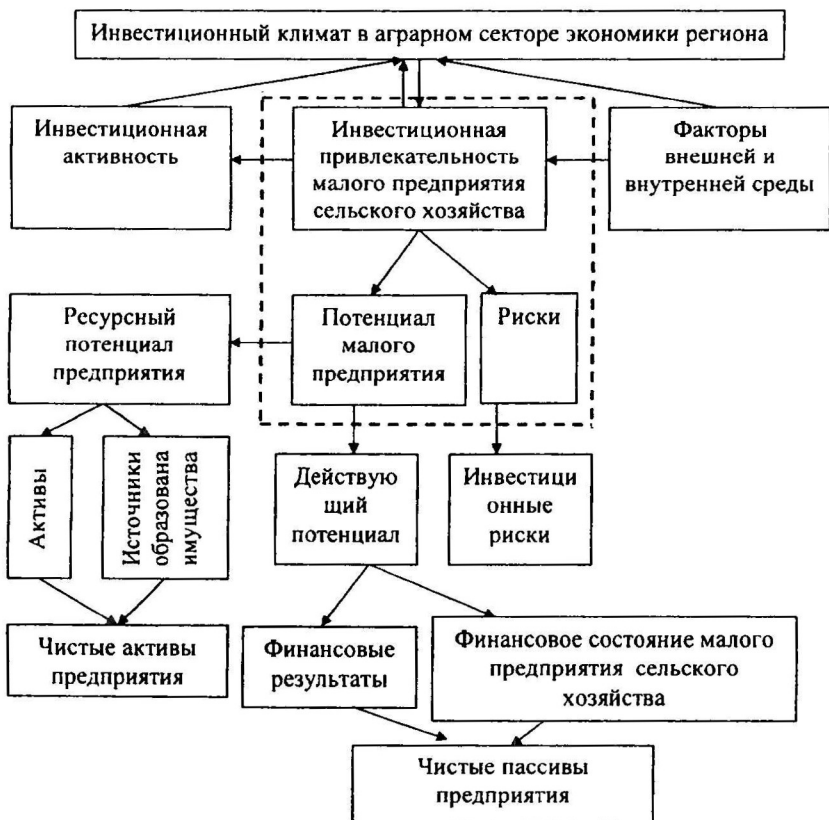 Инвестиционный климат в аграрном секторе экономики региона
Инвестиционная
активность
Инвестиционная
привлекательность
малого предприятия
сельского хозяйства
Факторы
внешней и
внутренней среды
Ресурсный
потенциал
предприятия
Потенциал
малого
предприятия
Риски
Активы
Источники
образована
имущества
Действую
щий
потенциал
Инвестици
онные
риски
Чистые активы
предприятия
Финансовые
результаты
Финансовое состояние малого
предприятия сельского
хозяйства
Чистые пассивы
предприятия